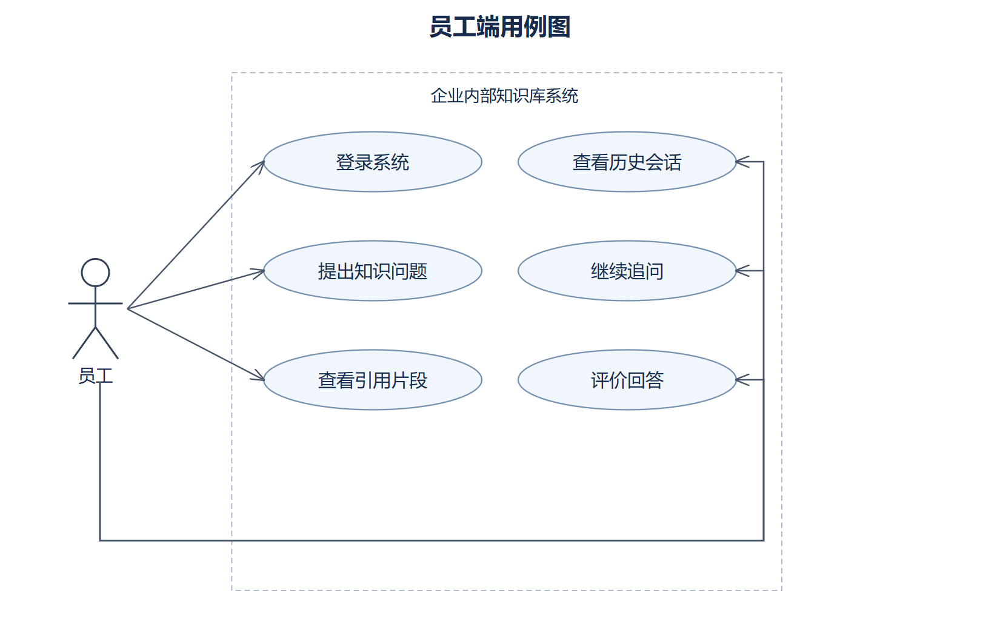 员工端用例图
企业内部知识库系统
登录系统
查看历史会话
提出知识问题
继续追问
员工
查看引用片段
评价回答